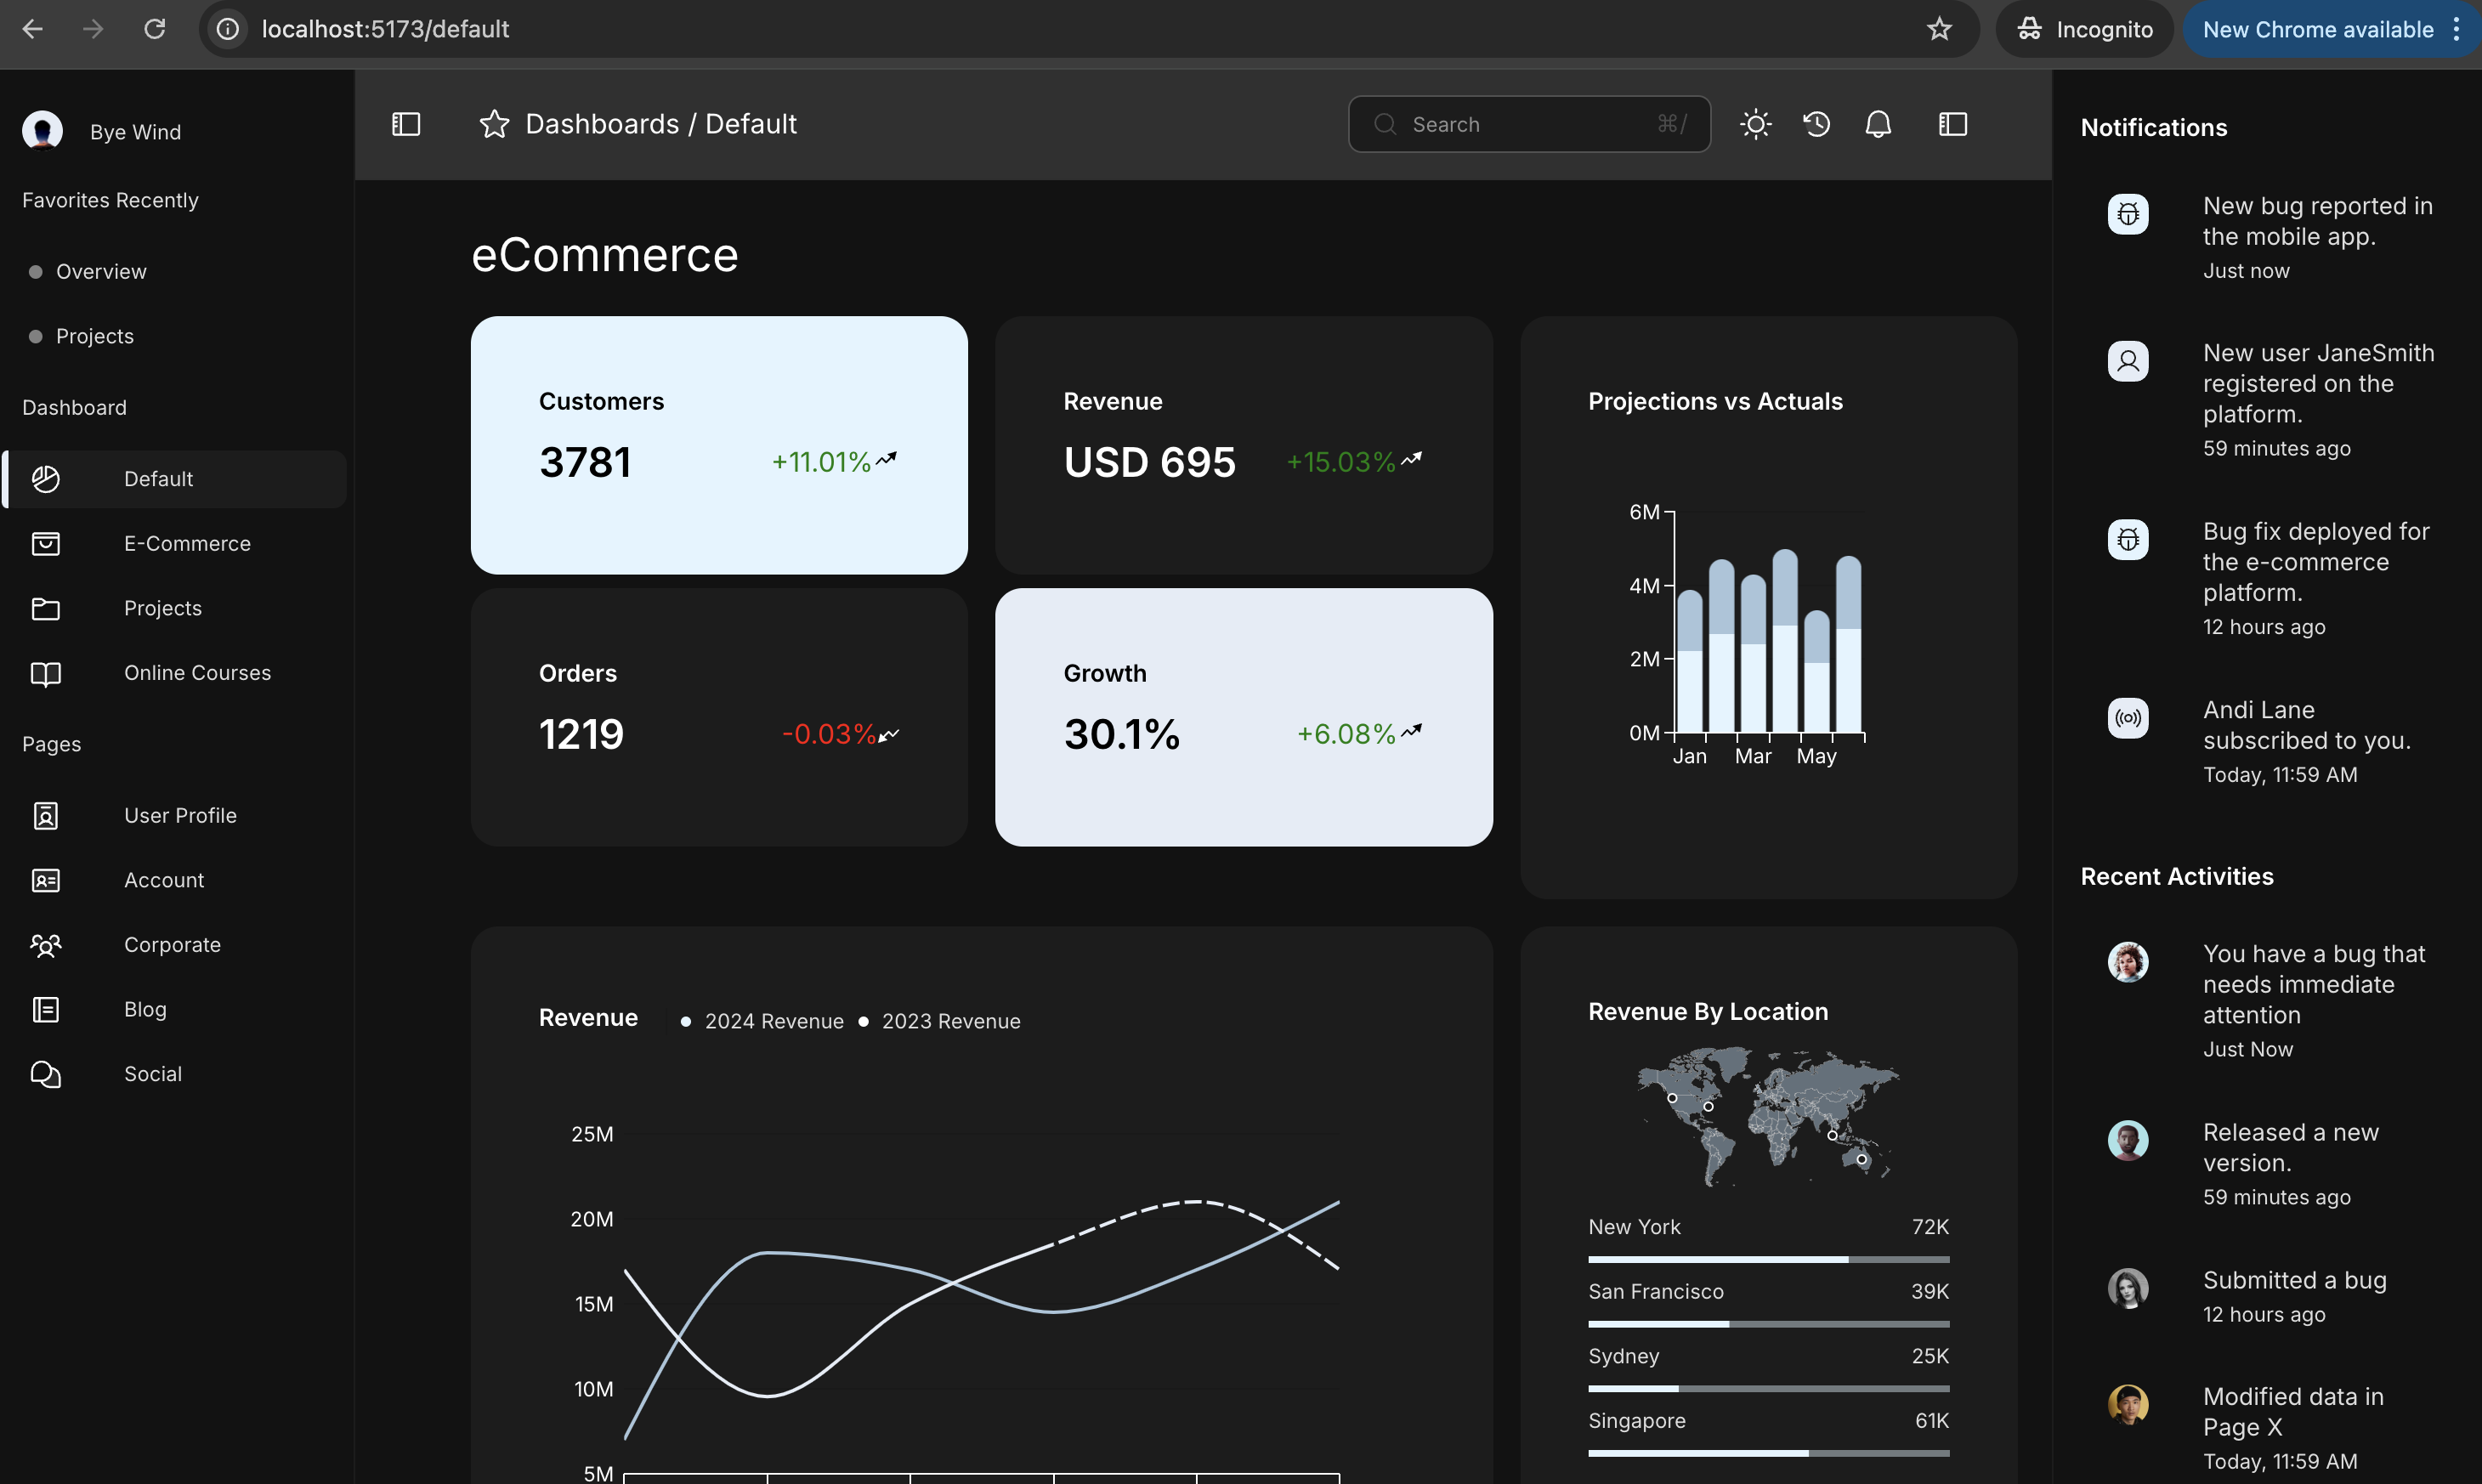 localhost:5173/default
Incognito
New Chrome available
Bye Wind
Favorites Recently
Overview
Projects
Dashboard
Default
E-Commerce
Projects
Online Courses
Pages
User Profile
Account
Corporate
Blog
Social
Dashboards / Default
Search ⌘/
eCommerce
Customers
3781 +11.01%
Revenue
USD 695 +15.03%
Orders
1219 -0.03%
Growth
30.1% +6.08%
Projections vs Actuals
6M
4M
2M
0M
Jan Mar May
Revenue 2024 Revenue 2023 Revenue
25M
20M
15M
10M
5M
Revenue By Location
New York 72K
San Francisco 39K
Sydney 25K
Singapore 61K
Notifications
New bug reported in
the mobile app.
Just now
New user JaneSmith
registered on the
platform.
59 minutes ago
Bug fix deployed for
the e-commerce
platform.
12 hours ago
Andi Lane
subscribed to you.
Today, 11:59 AM
Recent Activities
You have a bug that
needs immediate
attention
Just Now
Released a new
version.
59 minutes ago
Submitted a bug
12 hours ago
Modified data in
Page X
Today, 11:59 AM